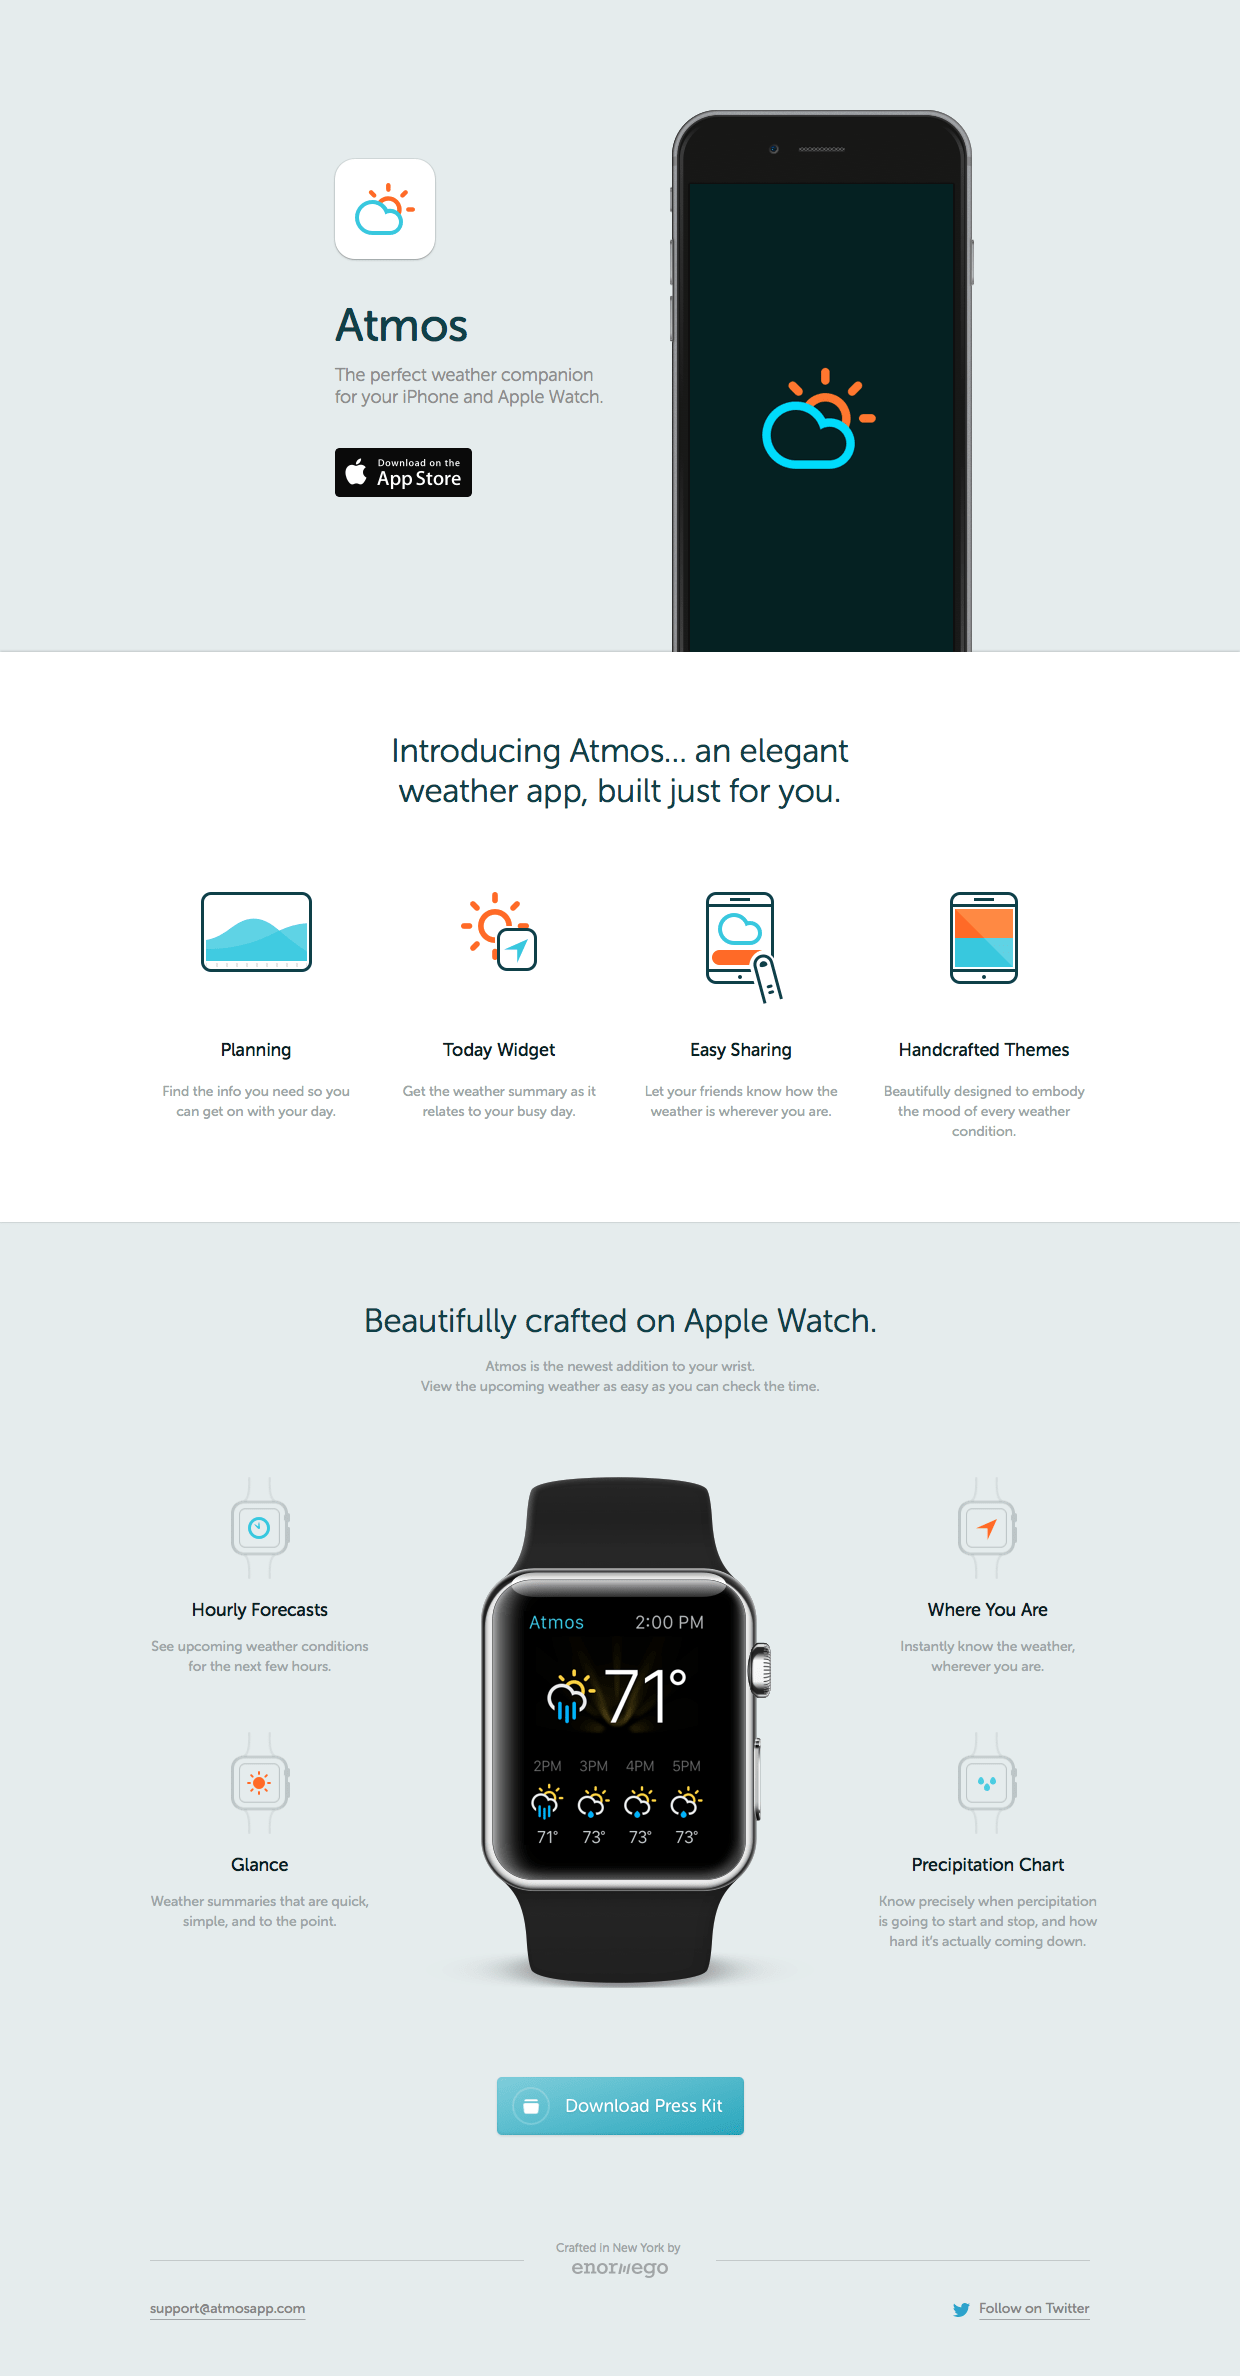 Atmos
The perfect weather companion
for your iPhone and Apple Watch.
Download on the
App Store
Introducing Atmos... an elegant
weather app, built just for you.
Planning
Find the info you need so you
can get on with your day.
Today Widget
Get the weather summary as it
relates to your busy day.
Easy Sharing
Let your friends know how the
weather is wherever you are.
Handcrafted Themes
Beautifully designed to embody
the mood of every weather
condition.
Beautifully crafted on Apple Watch.
Atmos is the newest addition to your wrist.
View the upcoming weather as easy as you can check the time.
Hourly Forecasts
See upcoming weather conditions
for the next few hours.
Glance
Weather summaries that are quick,
simple, and to the point.
Atmos 2:00 PM
71°
2PM 3PM 4PM 5PM
71° 73° 73° 73°
Where You Are
Instantly know the weather,
wherever you are.
Precipitation Chart
Know precisely when percipitation
is going to start and stop, and how
hard it's actually coming down.
Download Press Kit
Crafted in New York by
enormego
support@atmosapp.com
Follow on Twitter